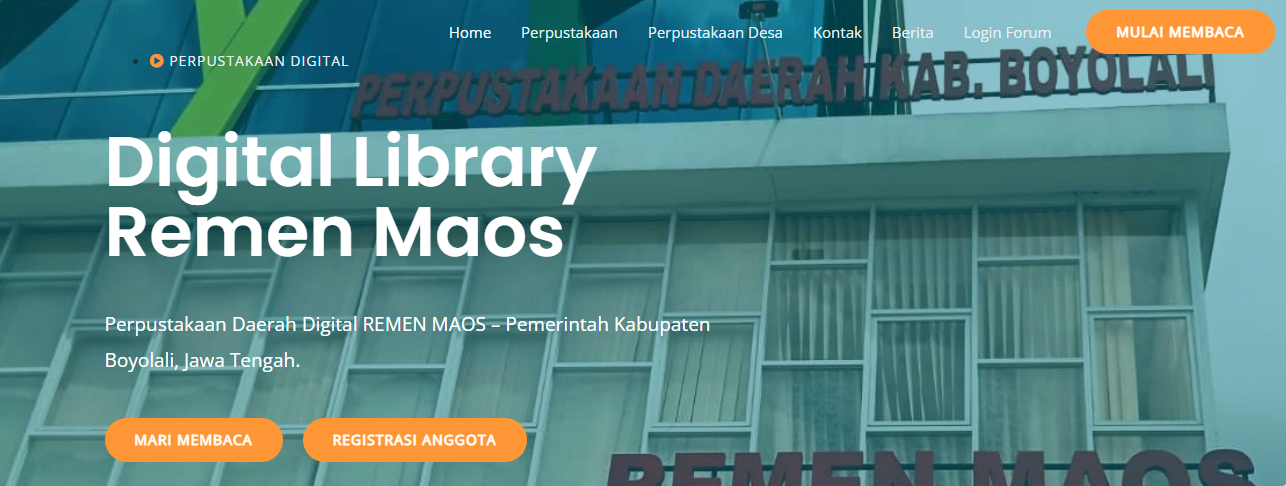 Home Perpustakaan Perpustakaan Desa Kontak Berita Login Forum MULAI MEMBACA
PERPUSTAKAAN DIGITAL
PERPUSTAKAAN DAERAH KAB. BOYOLALI
Digital Library
Remen Maos
Perpustakaan Daerah Digital REMEN MAOS – Pemerintah Kabupaten
Boyolali, Jawa Tengah.
MARI MEMBACA REGISTRASI ANGGOTA
REMEN MAOS